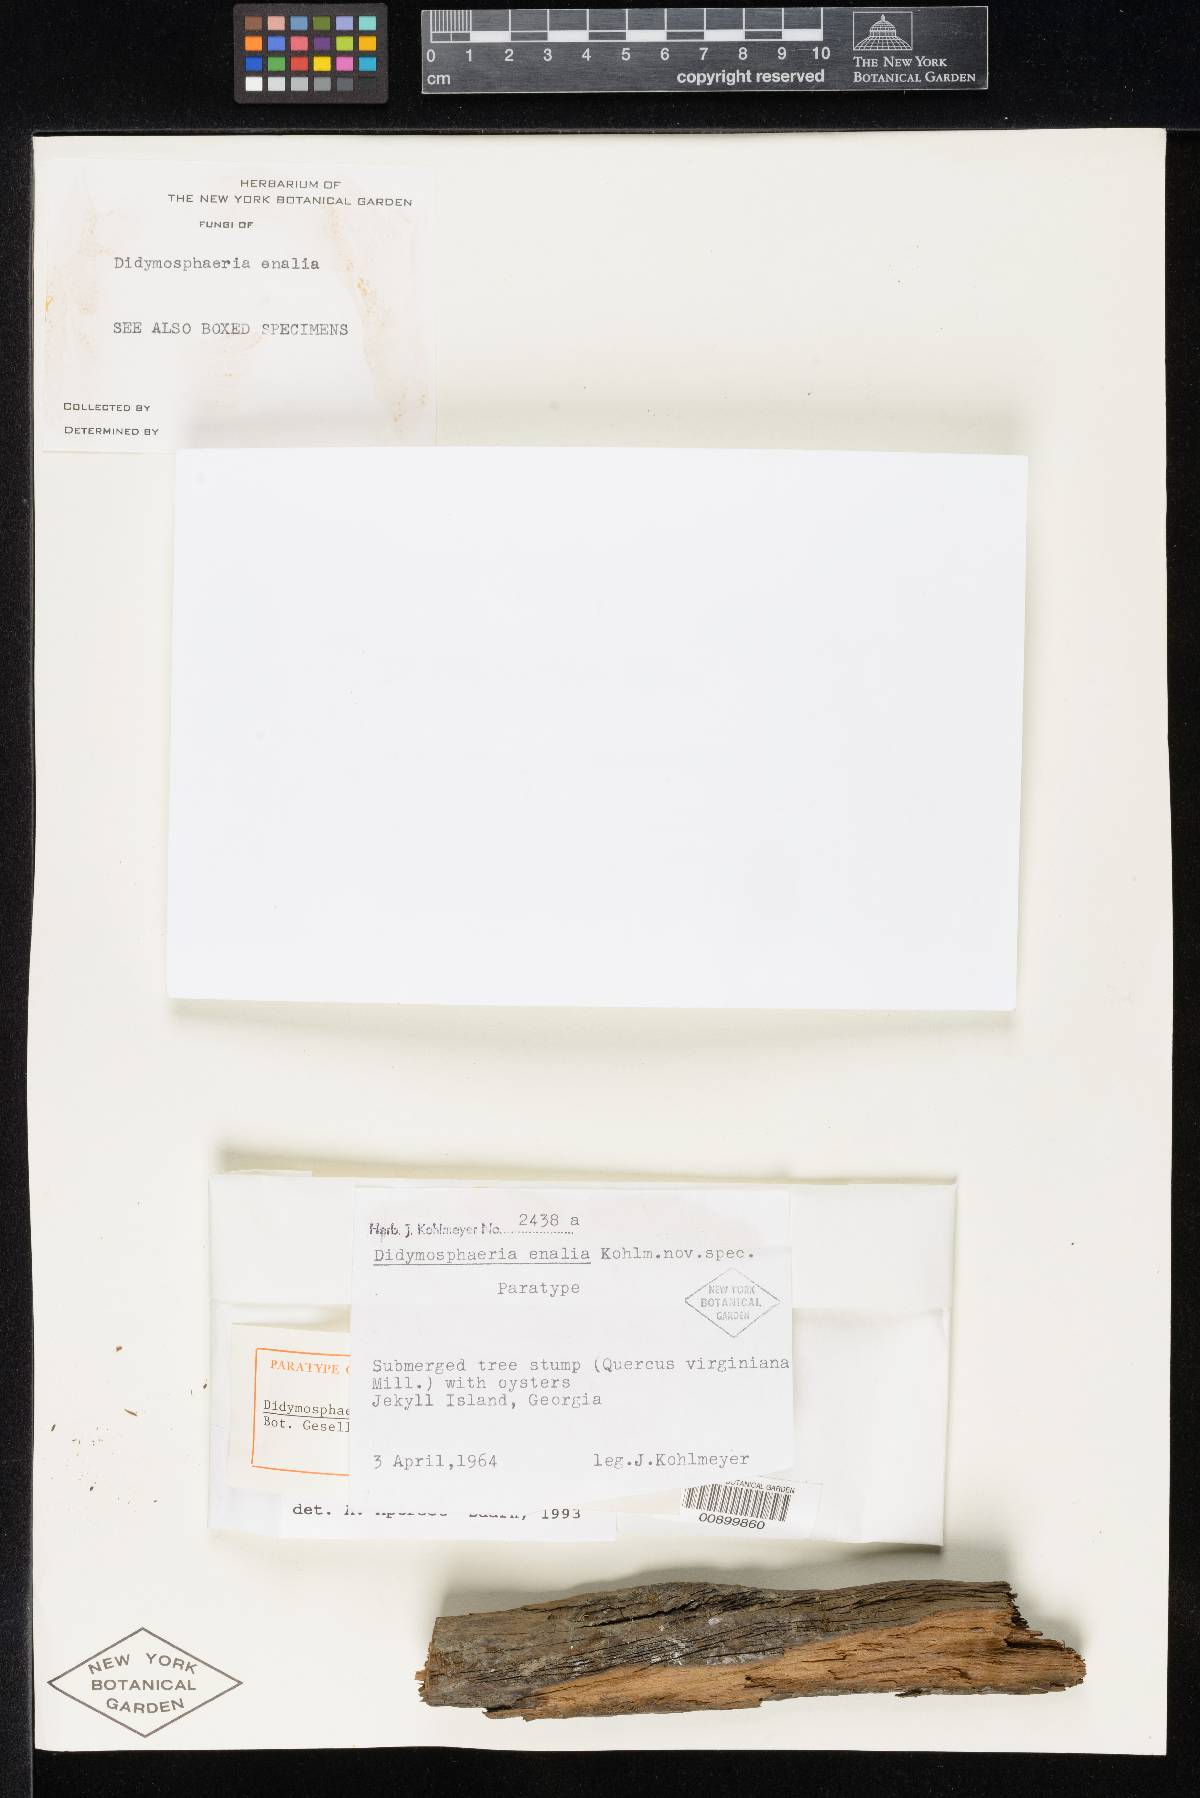 0 1 2 3 4 5 6 7 8 9 10
cm
copyright reserved
THE NEW YORK
BOTANICAL GARDEN
HERBARIUM OF
THE NEW YORK BOTANICAL GARDEN
FUNGI OF
Didymosphaeria enalia
SEE ALSO BOXED SPECIMENS
COLLECTED BY
DETERMINED BY
Herb. J. Kohlmeyer No. 2438 a
Didymosphaeria enalia Kohlm.nov.spec.
Paratype
NEW YORK
BOTANICAL
GARDEN
Submerged tree stump (Quercus virginiana
Mill.) with oysters
Jekyll Island, Georgia
3 April,1964 leg.J.Kohlmeyer
PARATYPE
Didymosphae
Bot. Gesell
det. 1993
BOTANICAL GARDEN
00899860
NEW YORK
BOTANICAL
GARDEN